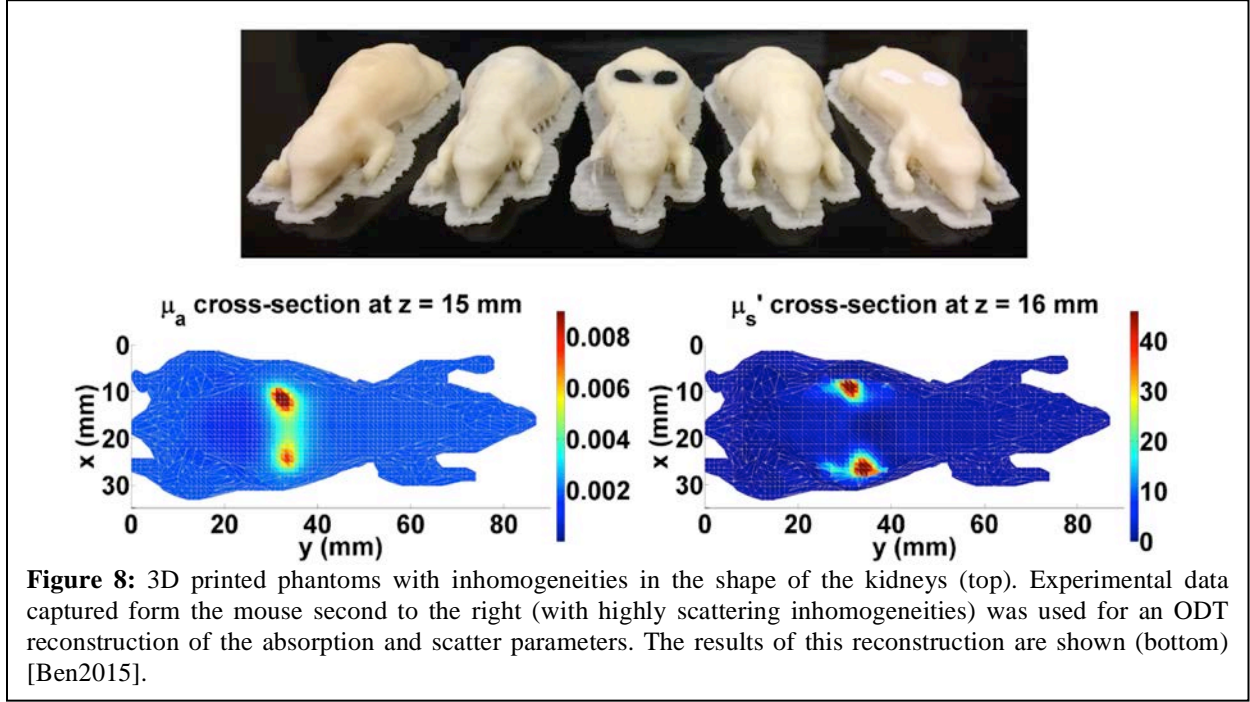 μa cross-section at z = 15 mm
0
10
20
30
x (mm)
0 20 40 60 80
y (mm)
0.008
0.006
0.004
0.002
μs' cross-section at z = 16 mm
0
10
20
30
x (mm)
0 20 40 60 80
y (mm)
40
30
20
10
0
Figure 8: 3D printed phantoms with inhomogeneities in the shape of the kidneys (top). Experimental data
captured form the mouse second to the right (with highly scattering inhomogeneities) was used for an ODT
reconstruction of the absorption and scatter parameters. The results of this reconstruction are shown (bottom)
[Ben2015].